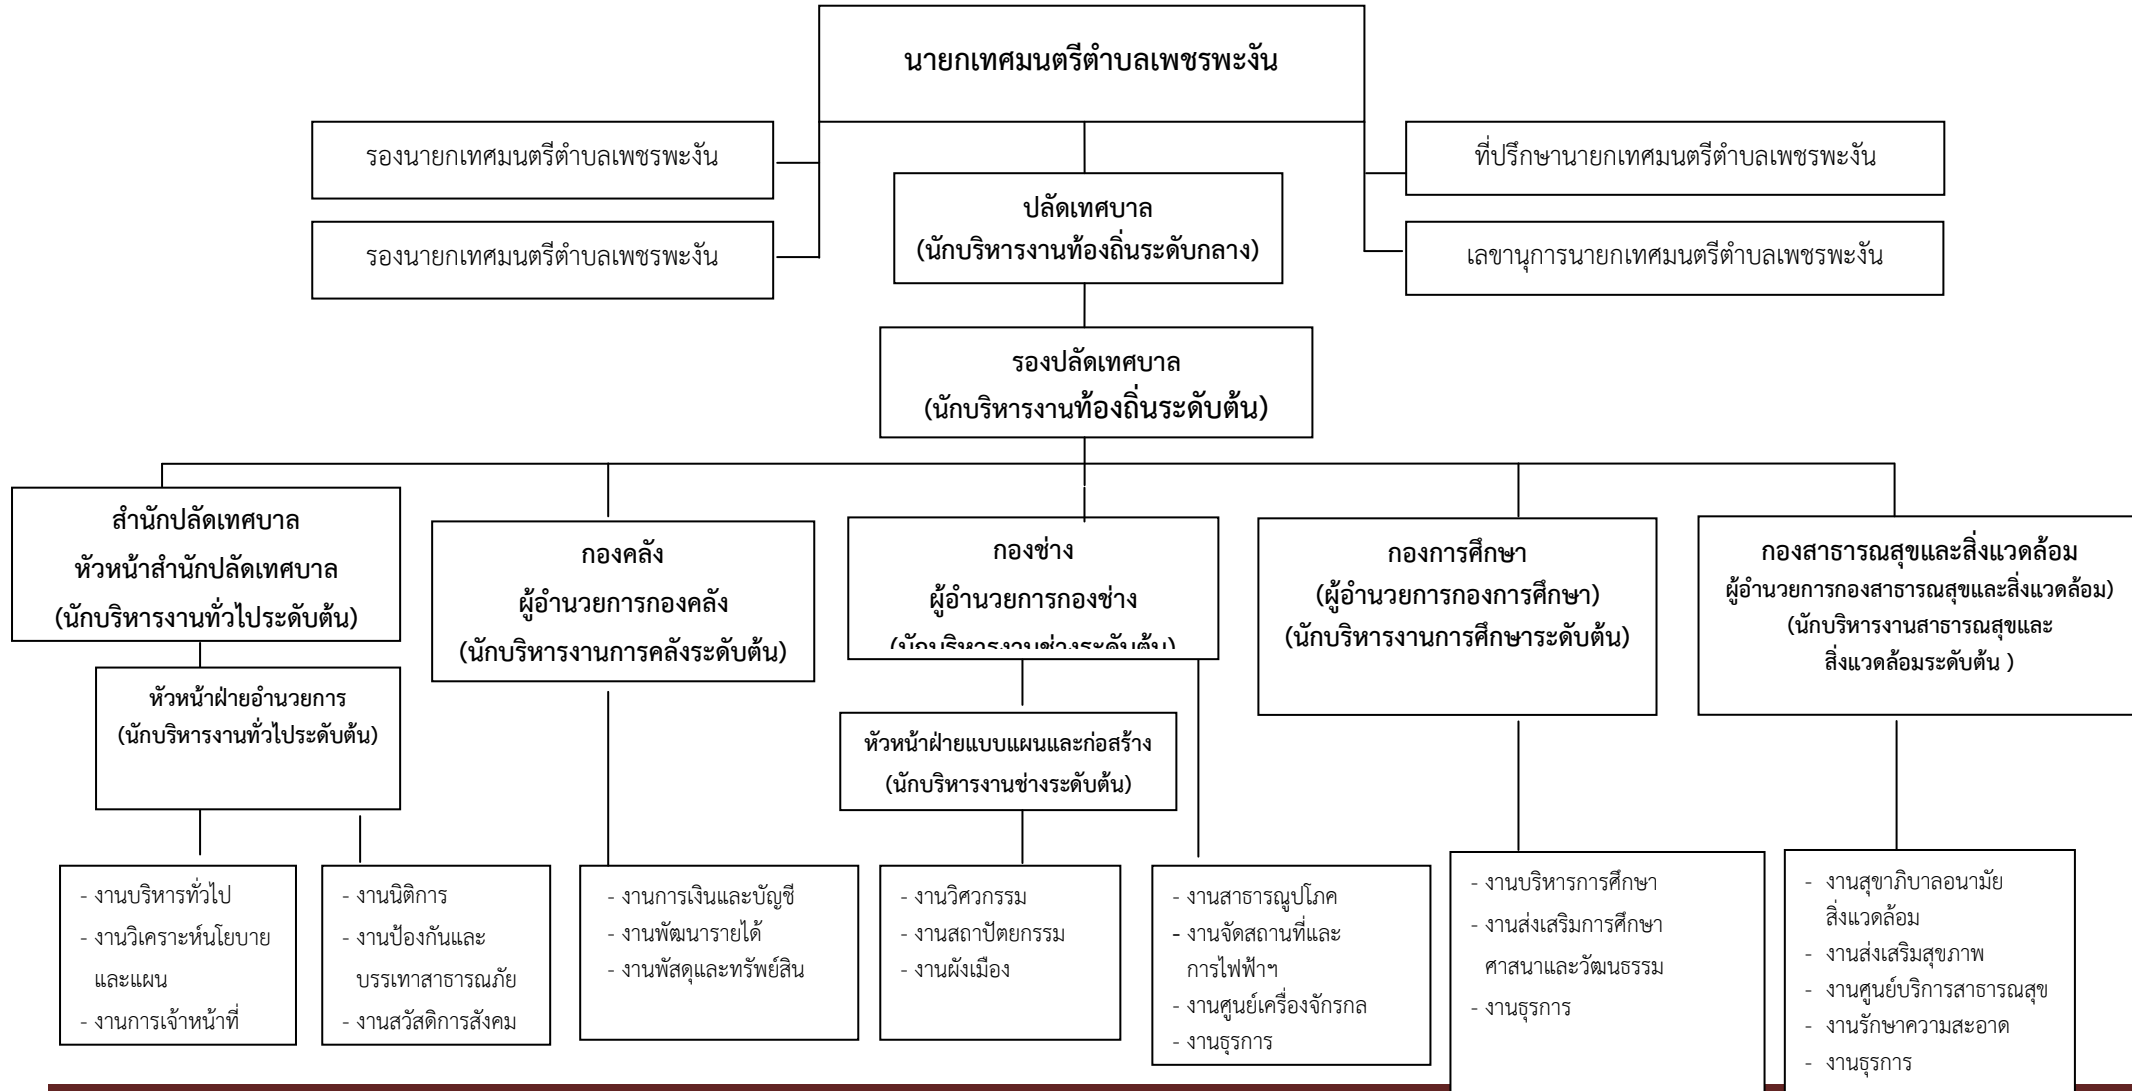 นายกเทศมนตรีตำบลเพชรพะงัน
รองนายกเทศมนตรีตำบลเพชรพะงัน
ที่ปรึกษานายกเทศมนตรีตำบลเพชรพะงัน
ปลัดเทศบาล
(นักบริหารงานท้องถิ่นระดับกลาง)
รองนายกเทศมนตรีตำบลเพชรพะงัน
เลขานุการนายกเทศมนตรีตำบลเพชรพะงัน
รองปลัดเทศบาล
(นักบริหารงานท้องถิ่นระดับต้น)
สำนักปลัดเทศบาล
หัวหน้าสำนักปลัดเทศบาล
(นักบริหารงานทั่วไประดับต้น)
กองคลัง
ผู้อำนวยการกองคลัง
(นักบริหารงานการคลังระดับต้น)
กองช่าง
ผู้อำนวยการกองช่าง
(นักบริหารงานช่างระดับต้น)
กองการศึกษา
(ผู้อำนวยการกองการศึกษา)
(นักบริหารงานการศึกษาระดับต้น)
กองสาธารณสุขและสิ่งแวดล้อม
ผู้อำนวยการกองสาธารณสุขและสิ่งแวดล้อม)
(นักบริหารงานสาธารณสุขและ
สิ่งแวดล้อมระดับต้น )
หัวหน้าฝ่ายอำนวยการ
(นักบริหารงานทั่วไประดับต้น)
หัวหน้าฝ่ายแบบแผนและก่อสร้าง
(นักบริหารงานช่างระดับต้น)
- งานบริหารทั่วไป
- งานวิเคราะห์นโยบาย
และแผน
- งานการเจ้าหน้าที่
- งานนิติการ
- งานป้องกันและ
บรรเทาสาธารณภัย
- งานสวัสดิการสังคม
- งานการเงินและบัญชี
- งานพัฒนารายได้
- งานพัสดุและทรัพย์สิน
- งานวิศวกรรม
- งานสถาปัตยกรรม
- งานผังเมือง
- งานสาธารณูปโภค
- งานจัดสถานที่และ
การไฟฟ้าฯ
- งานศูนย์เครื่องจักรกล
- งานธุรการ
- งานบริหารการศึกษา
- งานส่งเสริมการศึกษา
ศาสนาและวัฒนธรรม
- งานธุรการ
- งานสุขาภิบาลอนามัย
สิ่งแวดล้อม
- งานส่งเสริมสุขภาพ
- งานศูนย์บริการสาธารณสุข
- งานรักษาความสะอาด
- งานธุรการ